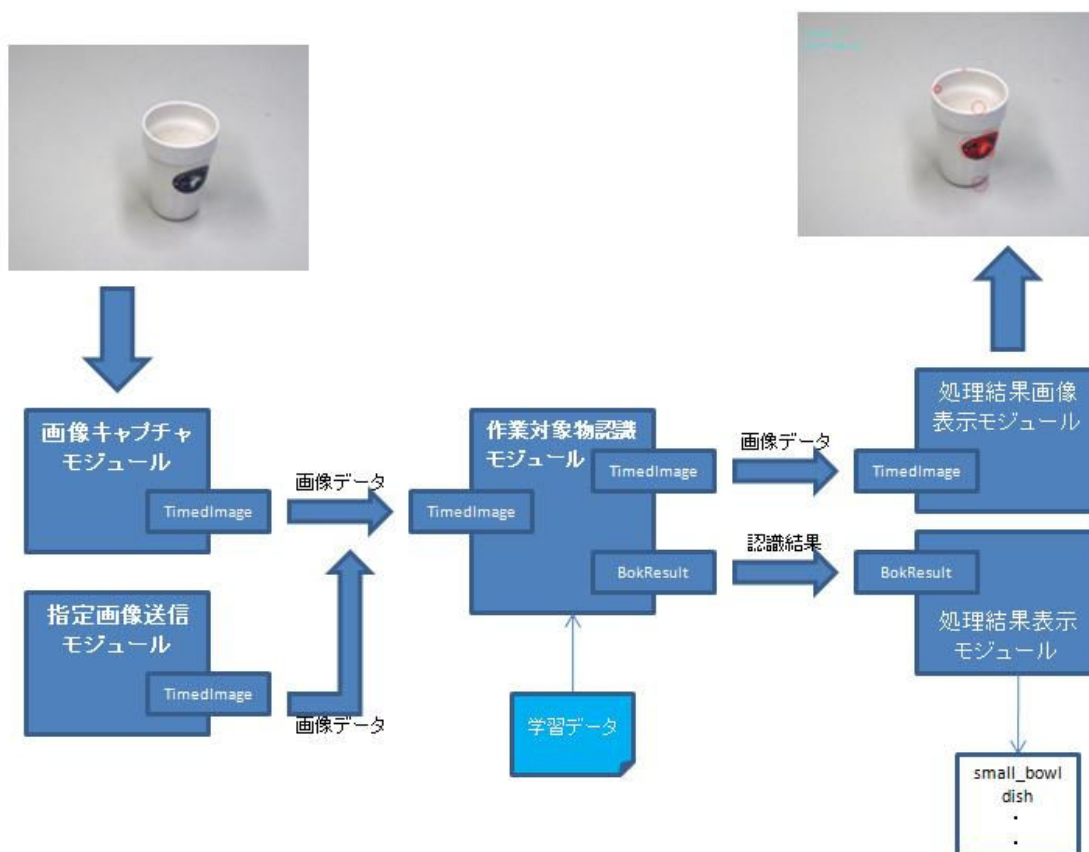 画像キャプチャ
モジュール
TimedImage
画像データ
指定画像送信
モジュール
TimedImage
画像データ
作業対象物認識
モジュール
TimedImage
TimedImage
BokResult
学習データ
画像データ
認識結果
処理結果画像
表示モジュール
TimedImage
BokResult
処理結果表示
モジュール
small_bowl
dish
・
・